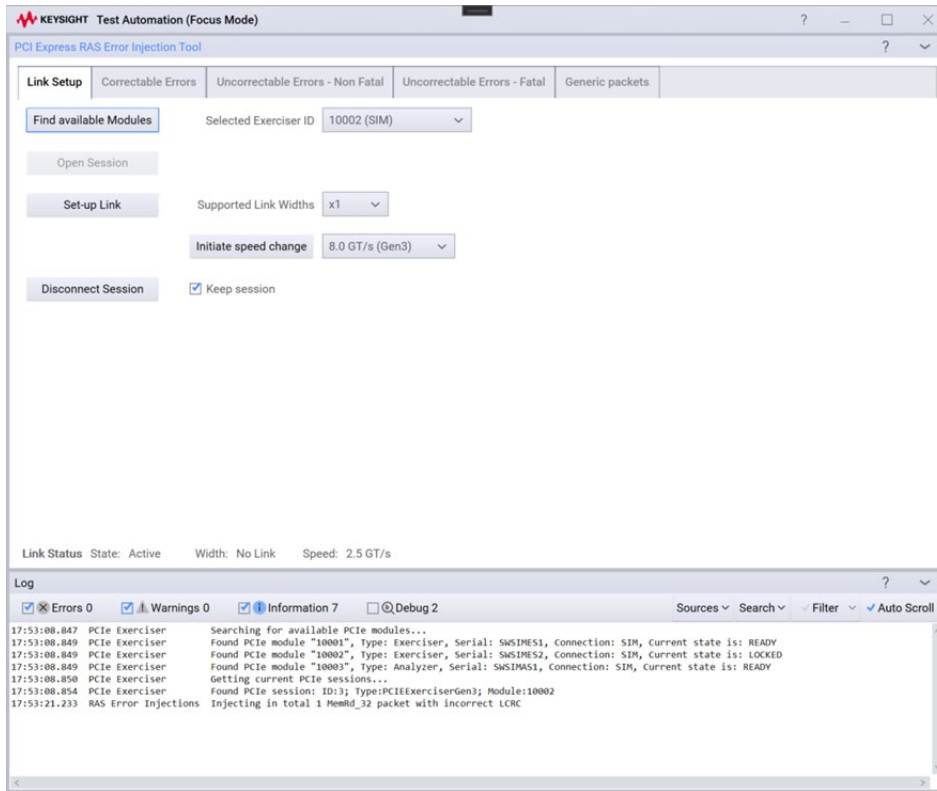 KEYSIGHT Test Automation (Focus Mode)
PCI Express RAS Error Injection Tool
Link Setup Correctable Errors Uncorrectable Errors - Non Fatal Uncorrectable Errors - Fatal Generic packets
Find available Modules Selected Exerciser ID 10002 (SIM)
Open Session
Set-up Link Supported Link Widths x1
Initiate speed change 8.0 GT/s (Gen3)
Disconnect Session Keep session
Link Status State: Active Width: No Link Speed: 2.5 GT/s
Log
Errors 0 Warnings 0 Information 7 Debug 2 Sources Search Filter Auto Scroll
17:53:08.847 PCIe Exerciser Searching for available PCIe modules...
17:53:08.849 PCIe Exerciser Found PCIe module "10001", Type: Exerciser, Serial: SWSIMES1, Connection: SIM, Current state is: READY
17:53:08.849 PCIe Exerciser Found PCIe module "10002", Type: Exerciser, Serial: SWSIMES2, Connection: SIM, Current state is: LOCKED
17:53:08.849 PCIe Exerciser Found PCIe module "10003", Type: Analyzer, Serial: SWSIMAS1, Connection: SIM, Current state is: READY
17:53:08.850 PCIe Exerciser Getting current PCIe sessions...
17:53:08.854 PCIe Exerciser Found PCIe session: ID:3; Type:PCIEExerciserGen3; Module:10002
17:53:21.233 RAS Error Injections Injecting in total 1 MemRd_32 packet with incorrect LCRC